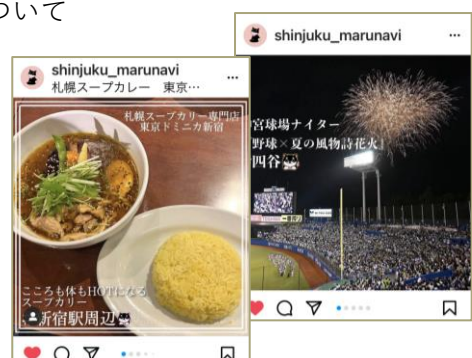 ついて
shinjuku_marunavi
札幌スープカレー 東京…
札幌スープカリー専門店
東京ドミニカ新宿
こころも体もHOTになる
スープカリー
新宿駅周辺
shinjuku_marunavi
宮球場ナイター
野球×夏の風物詩花火
四谷